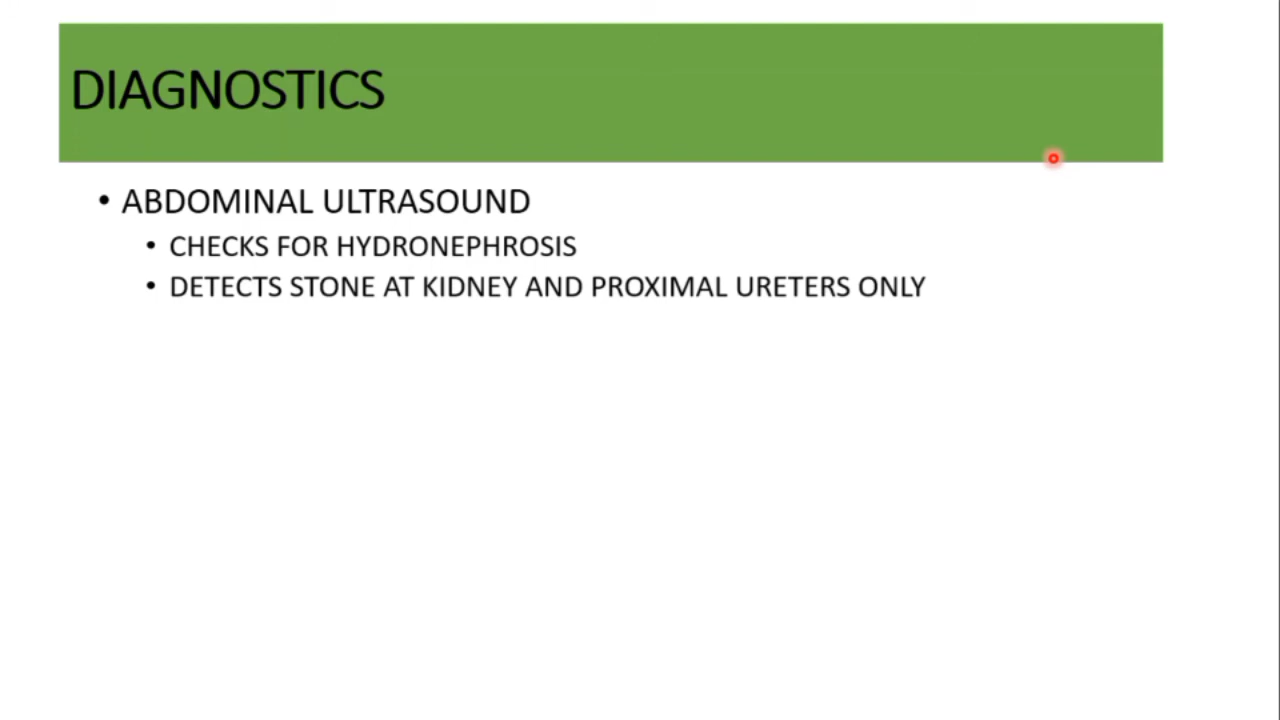 DIAGNOSTICS
• ABDOMINAL ULTRASOUND
• CHECKS FOR HYDRONEPHROSIS
• DETECTS STONE AT KIDNEY AND PROXIMAL URETERS ONLY